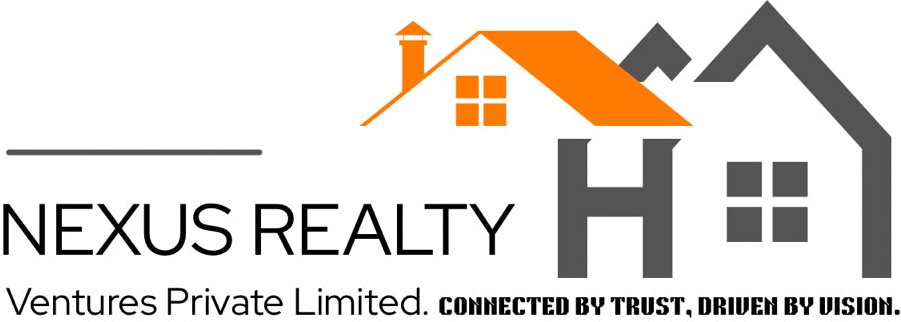 NEXUS REALTY
Ventures Private Limited. CONNECTED BY TRUST, DRIVEN BY VISION.